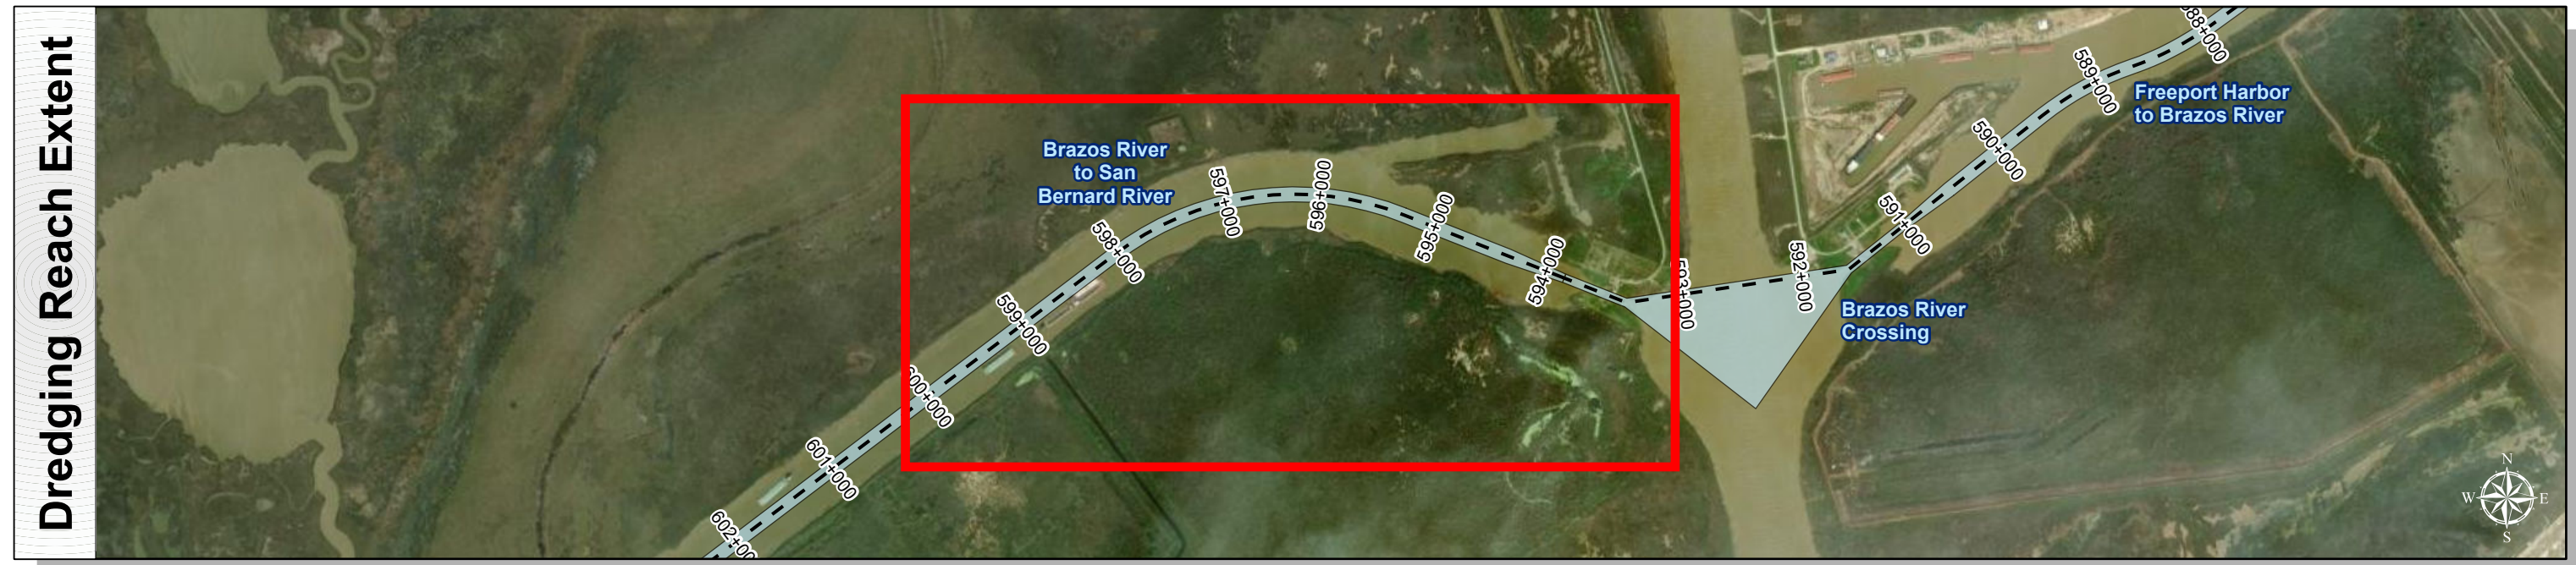 Dredging Reach Extent
Brazos River
to San
Bernard River
Freeport Harbor
to Brazos River
Brazos River
Crossing
589+000
590+000
591+000
592+000
593+000
594+000
595+000
596+000
597+000
598+000
599+000
600+000
601+000
N
W
E
S